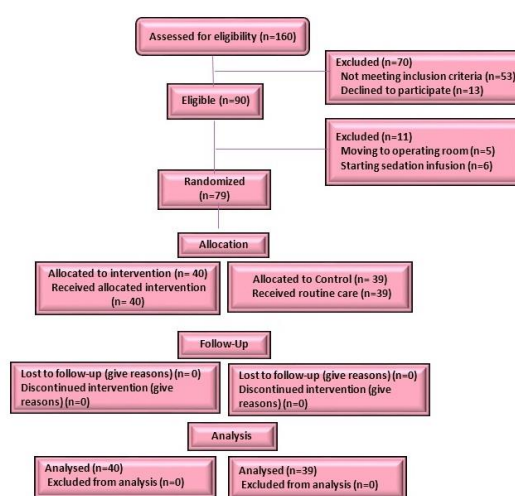 Assessed for eligibility (n=160)
Excluded (n=70)
Not meeting inclusion criteria (n=53)
Declined to participate (n=13)
Eligible (n=90)
Excluded (n=11)
Moving to operating room (n=5)
Starting sedation infusion (n=6)
Randomized
(n=79)
Allocation
Allocated to intervention (n= 40)
Received allocated intervention
(n= 40)
Allocated to Control (n= 39)
Received routine care (n=39)
Follow-Up
Lost to follow-up (give reasons) (n= 0)
Discontinued intervention (give
reasons) (n=0)
Lost to follow-up (give reasons) (n=0)
Discontinued intervention (give
reasons) (n=0)
Analysis
Analysed (n=40)
Excluded from analysis (n=0)
Analysed (n=39)
Excluded from analysis (n=0)